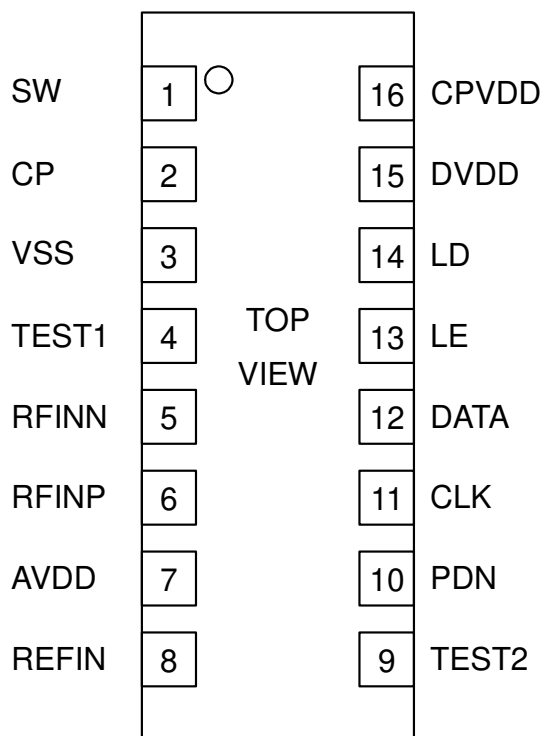 SW 1 16 CPVDD
CP 2 15 DVDD
VSS 3 14 LD
TEST1 4 TOP 13 LE
VIEW
RFINN 5 12 DATA
RFINP 6 11 CLK
AVDD 7 10 PDN
REFIN 8 9 TEST2